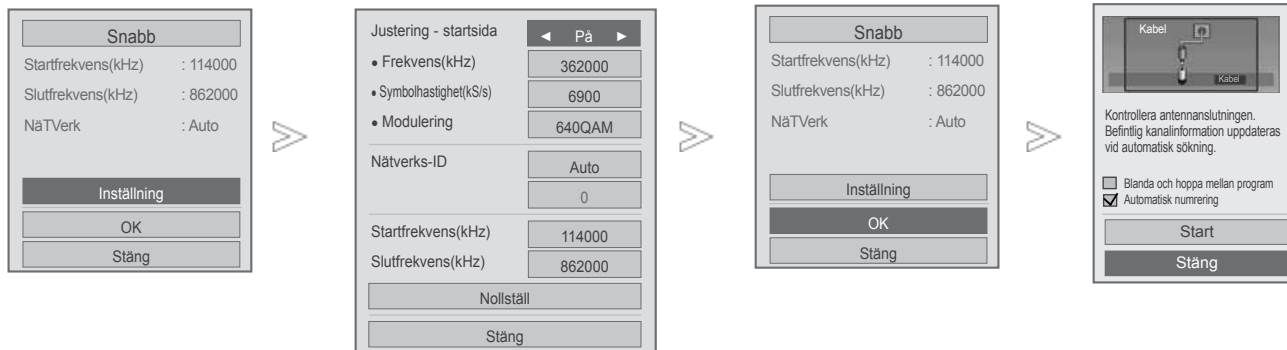 Snabb
Startfrekvens(kHz) : 114000
Slutfrekvens(kHz) : 862000
NäTVerk : Auto
Inställning
OK
Stäng
Justering - startsida ◄ På ►
• Frekvens(kHz) 362000
• Symbolhastighet(kS/s) 6900
• Modulering 640QAM
Nätverks-ID Auto
0
Startfrekvens(kHz) 114000
Slutfrekvens(kHz) 862000
Nollställ
Stäng
Snabb
Startfrekvens(kHz) : 114000
Slutfrekvens(kHz) : 862000
NäTVerk : Auto
Inställning
OK
Stäng
Kabel
Kabel
Kontrollera antennanslutningen.
Befintlig kanalinformation uppdateras
vid automatisk sökning.
Blanda och hoppa mellan program
Automatisk numrering
Start
Stäng